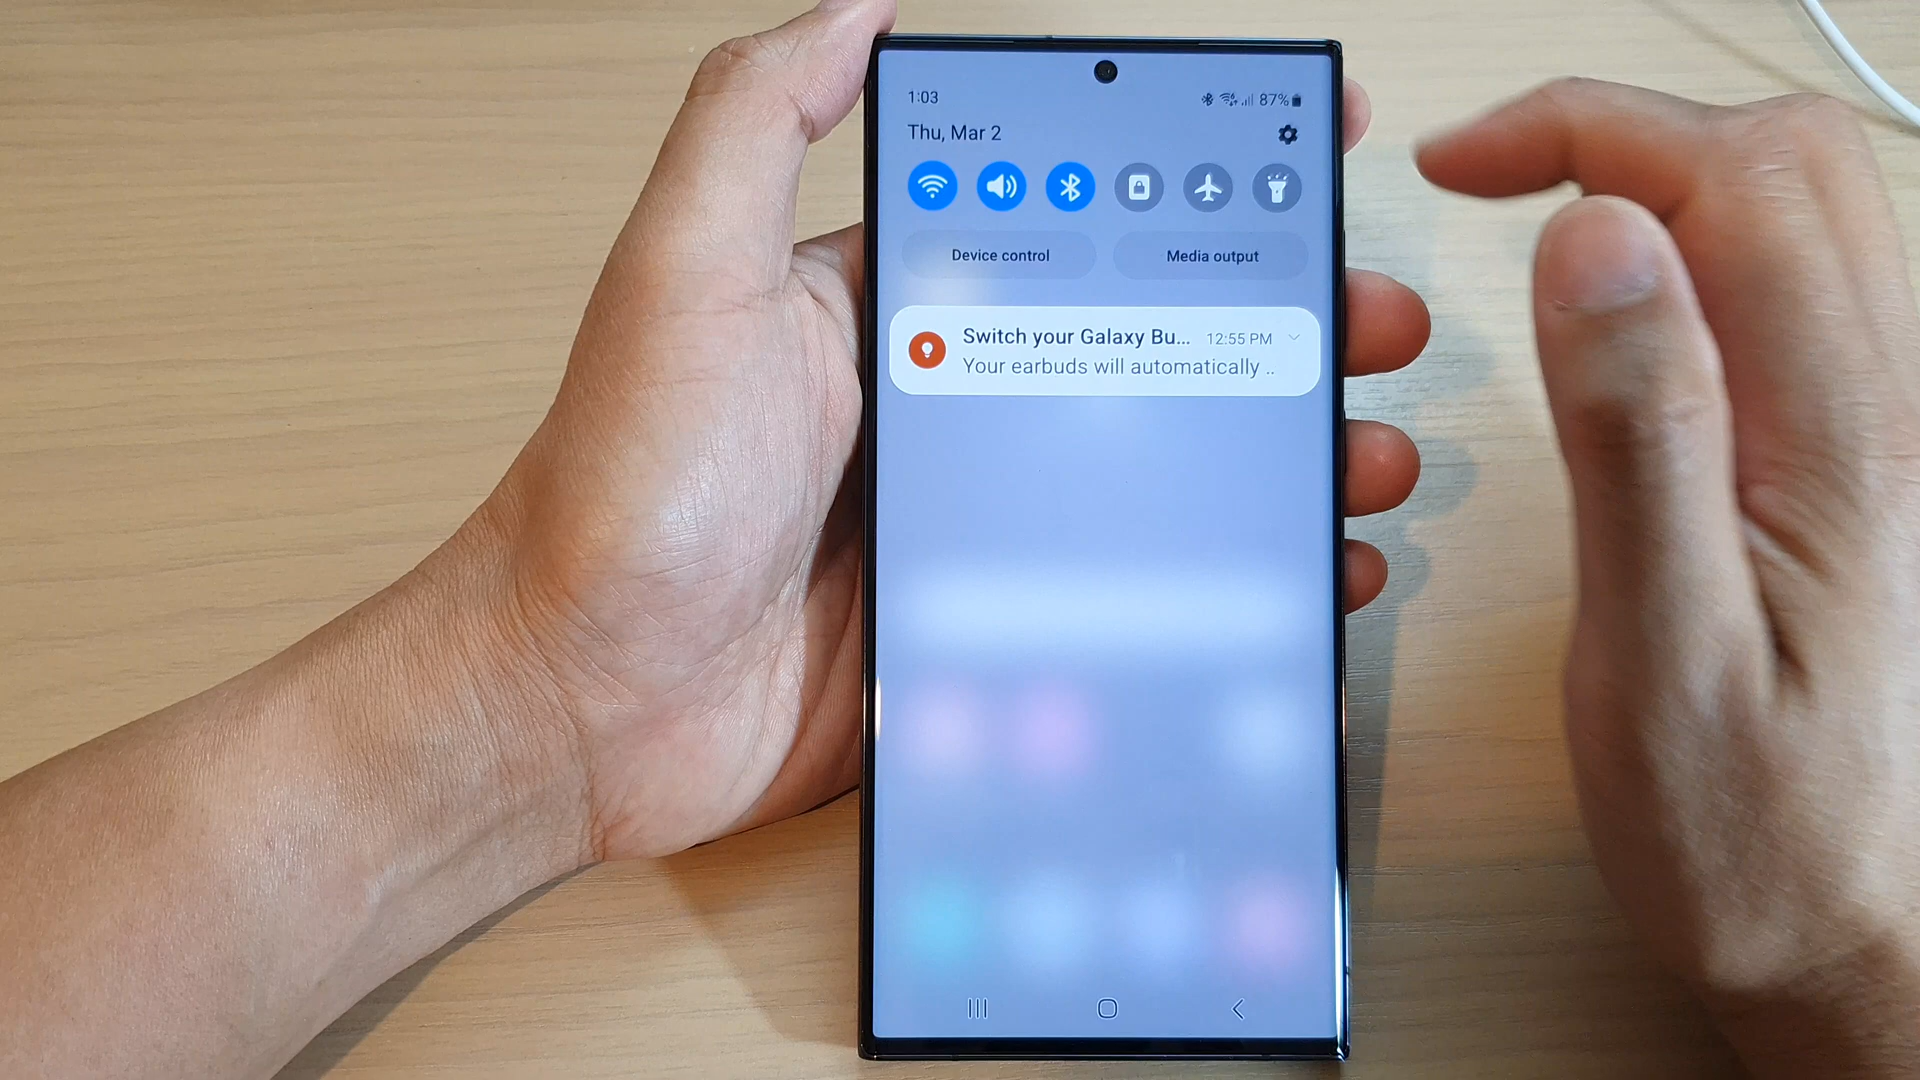 1:03
87%
Thu, Mar 2
Device control
Media output
Switch your Galaxy Bu... 12:55 PM
Your earbuds will automatically ..